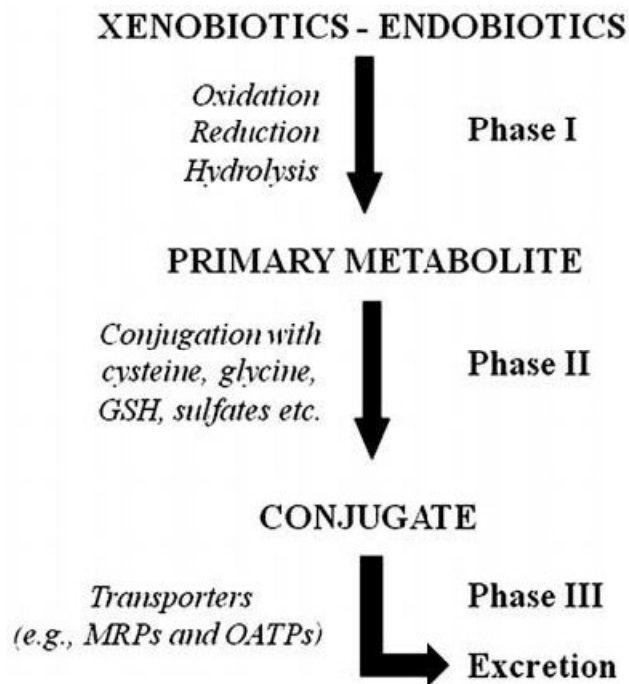 XENOBIOTICS - ENDOBIOTICS
Oxidation
Reduction
Hydrolysis
Phase I
PRIMARY METABOLITE
Conjugation with
cysteine, glycine,
GSH, sulfates etc.
Phase II
CONJUGATE
Transporters
(e.g., MRPs and OATPs)
Phase III
Excretion